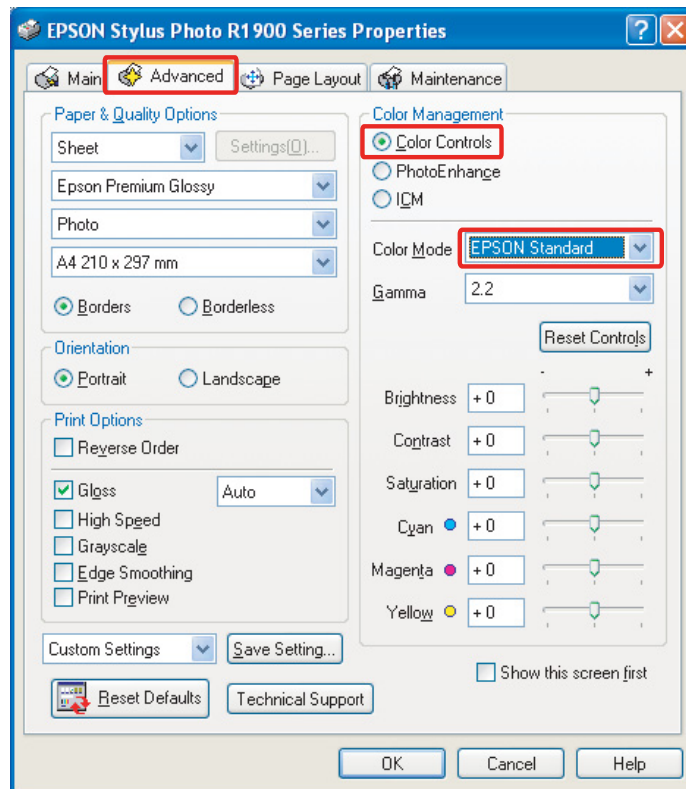 EPSON Stylus Photo R1900 Series Properties
Main
Advanced
Page Layout
Maintenance
Paper & Quality Options
Sheet
Settings(O)...
Epson Premium Glossy
Photo
A4 210 x 297 mm
Borders
Borderless
Orientation
Portrait
Landscape
Print Options
Reverse Order
Gloss
Auto
High Speed
Grayscale
Edge Smoothing
Print Preview
Custom Settings
Save Setting...
Reset Defaults
Technical Support
Color Management
Color Controls
PhotoEnhance
ICM
Color Mode EPSON Standard
Gamma 2.2
Reset Controls
- +
Brightness + 0
Contrast + 0
Saturation + 0
Cyan + 0
Magenta + 0
Yellow + 0
Show this screen first
OK
Cancel
Help